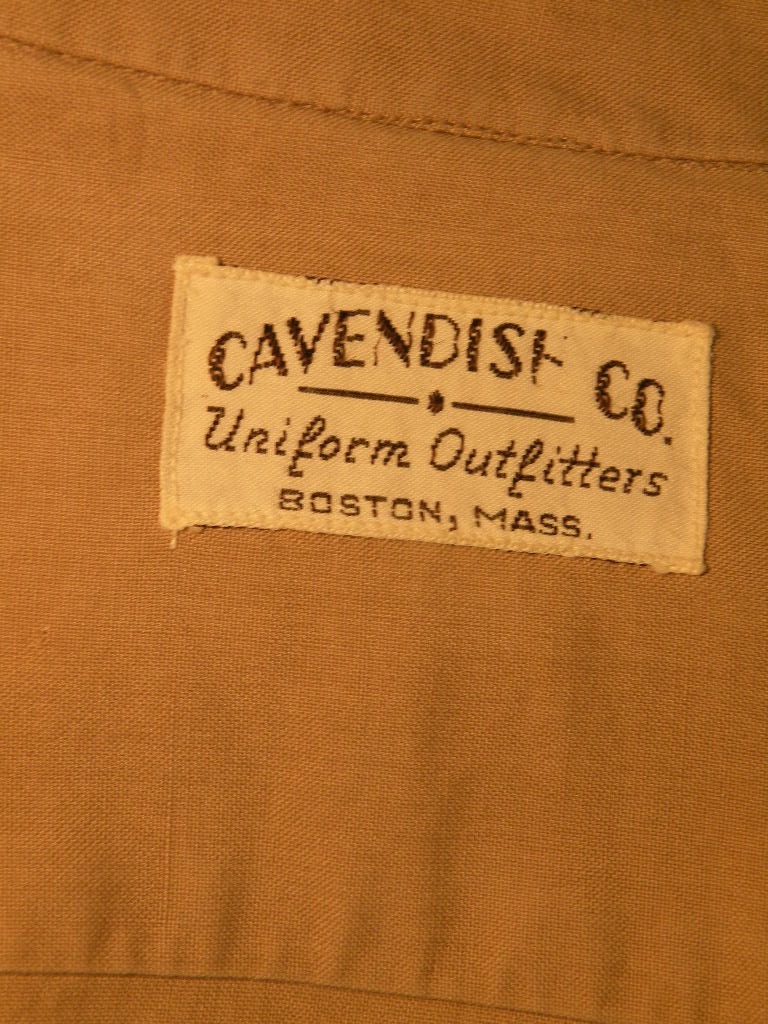 CAVENDISH CO.
Uniform Outfitters
BOSTON, MASS.